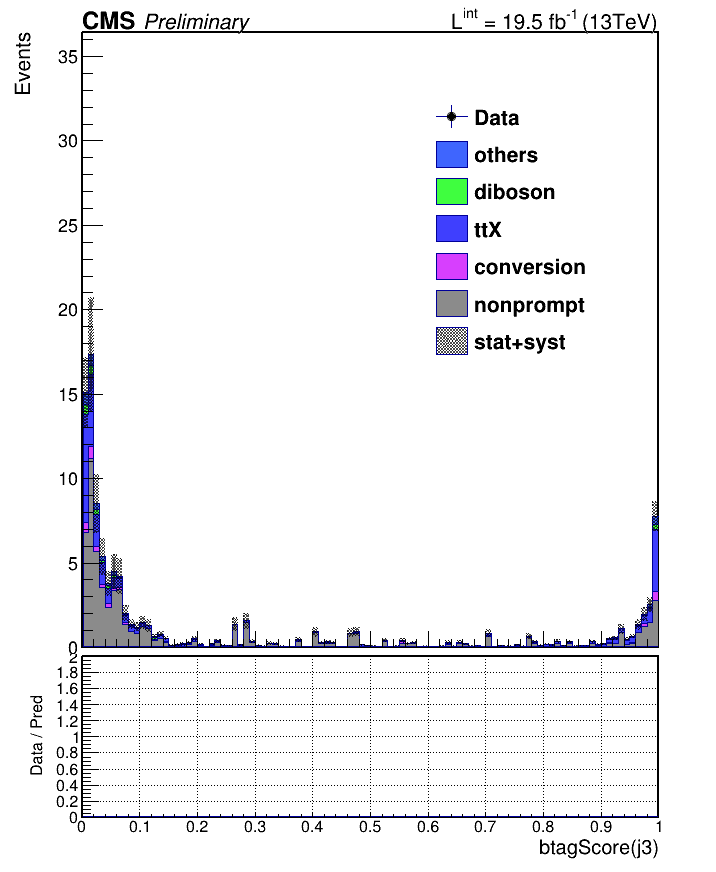 CMS Preliminary
L^int = 19.5 fb^-1 (13TeV)
Events
35
30
25
20
15
10
5
0
Data
others
diboson
ttX
conversion
nonprompt
stat+syst
Data / Pred
2
1.8
1.6
1.4
1.2
1
0.8
0.6
0.4
0.2
0
0 0.1 0.2 0.3 0.4 0.5 0.6 0.7 0.8 0.9 1
btagScore(j3)